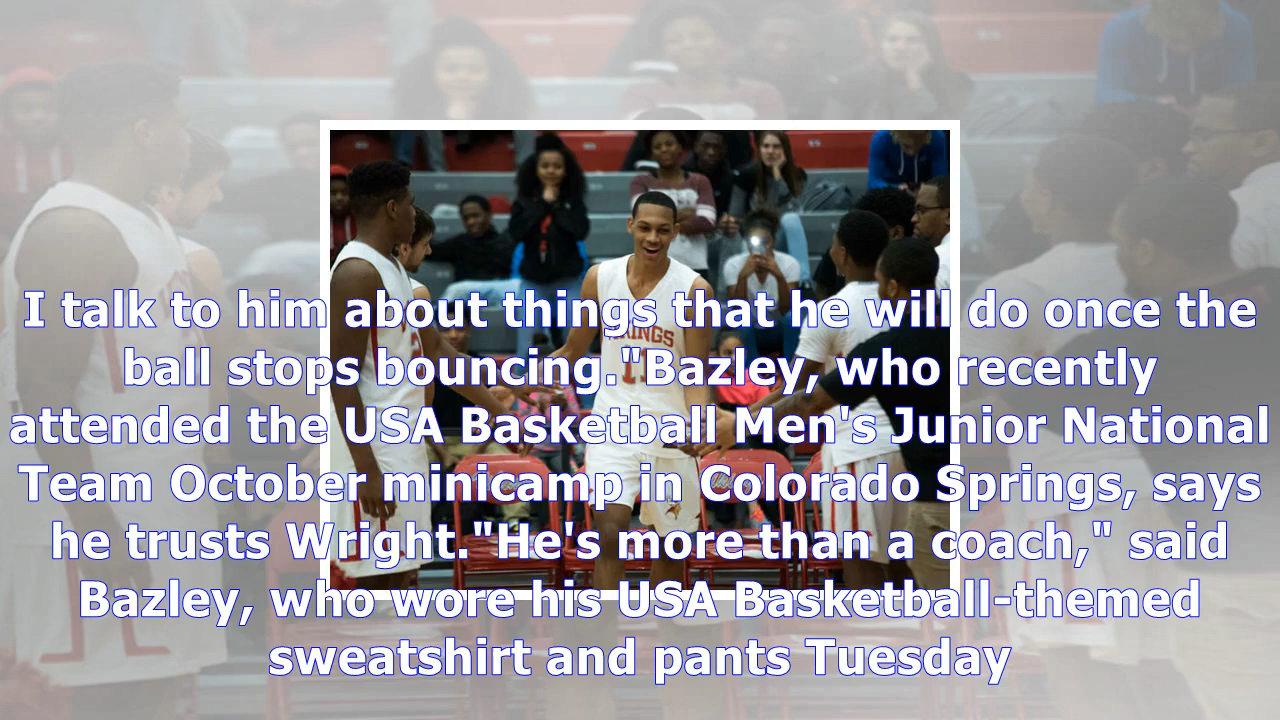 I talk to him about things that he will do once the
ball stops bouncing."Bazley, who recently
attended the USA Basketball Men's Junior National
Team October minicamp in Colorado Springs, says
he trusts Wright."He's more than a coach," said
Bazley, who wore his USA Basketball-themed
sweatshirt and pants Tuesday